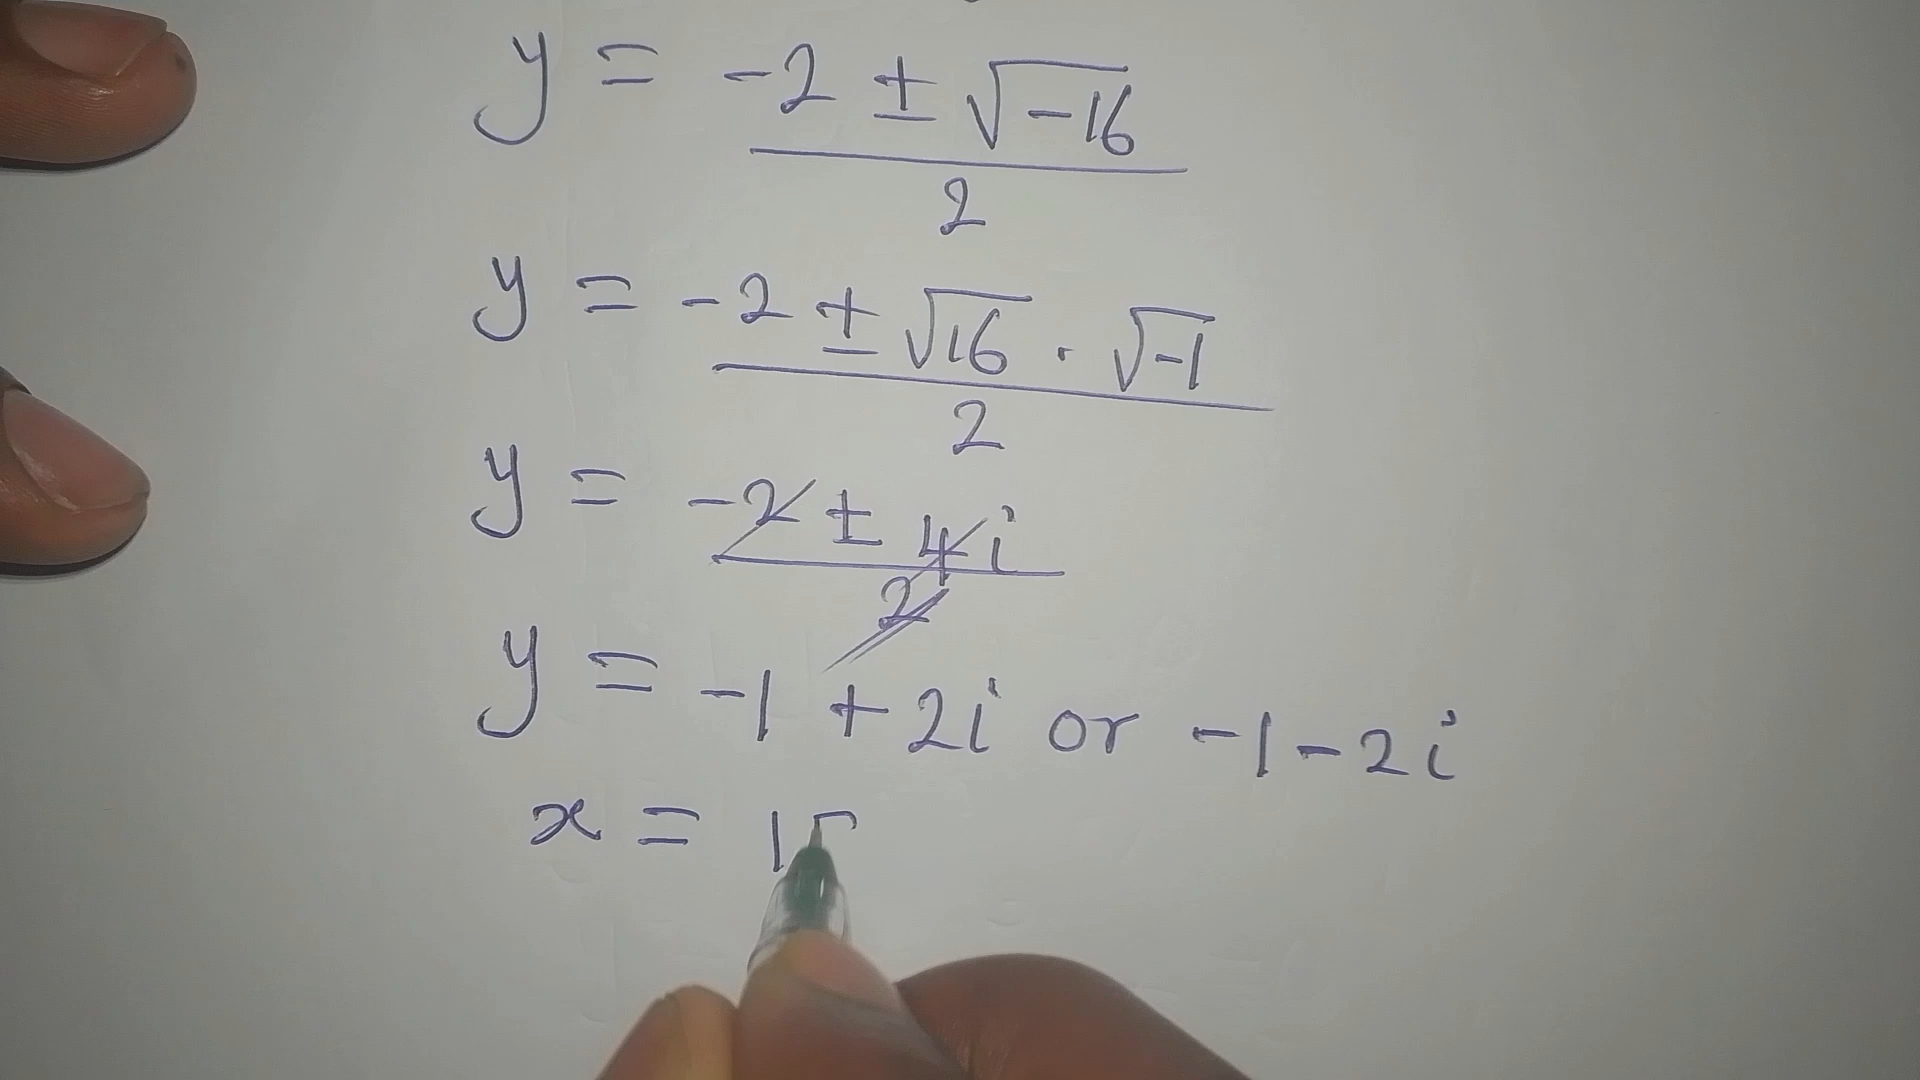 y = (-2 ± √-16)/2
y = (-2 ± √16 · √-1)/2
y = (-2 ± 4i)/2
y = -1 + 2i or -1 - 2i
x = 1